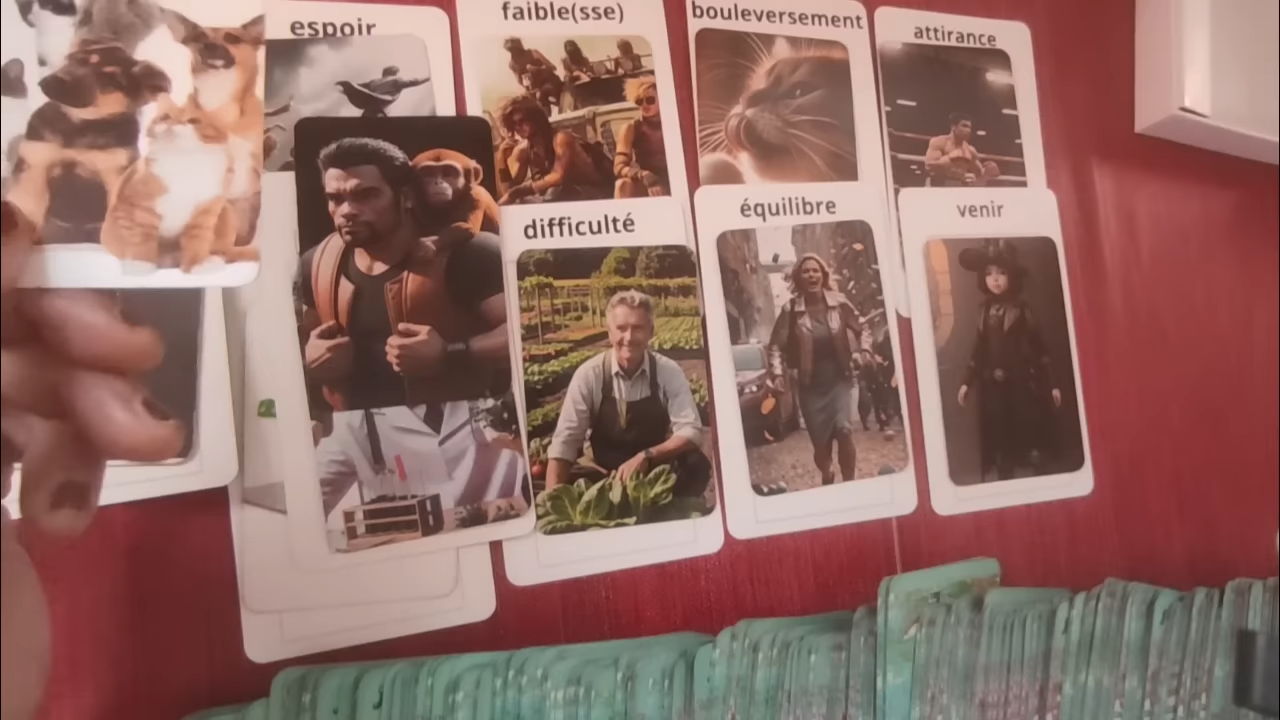 espoir
faible(sse)
bouleversement
attirance
difficulté
équilibre
venir